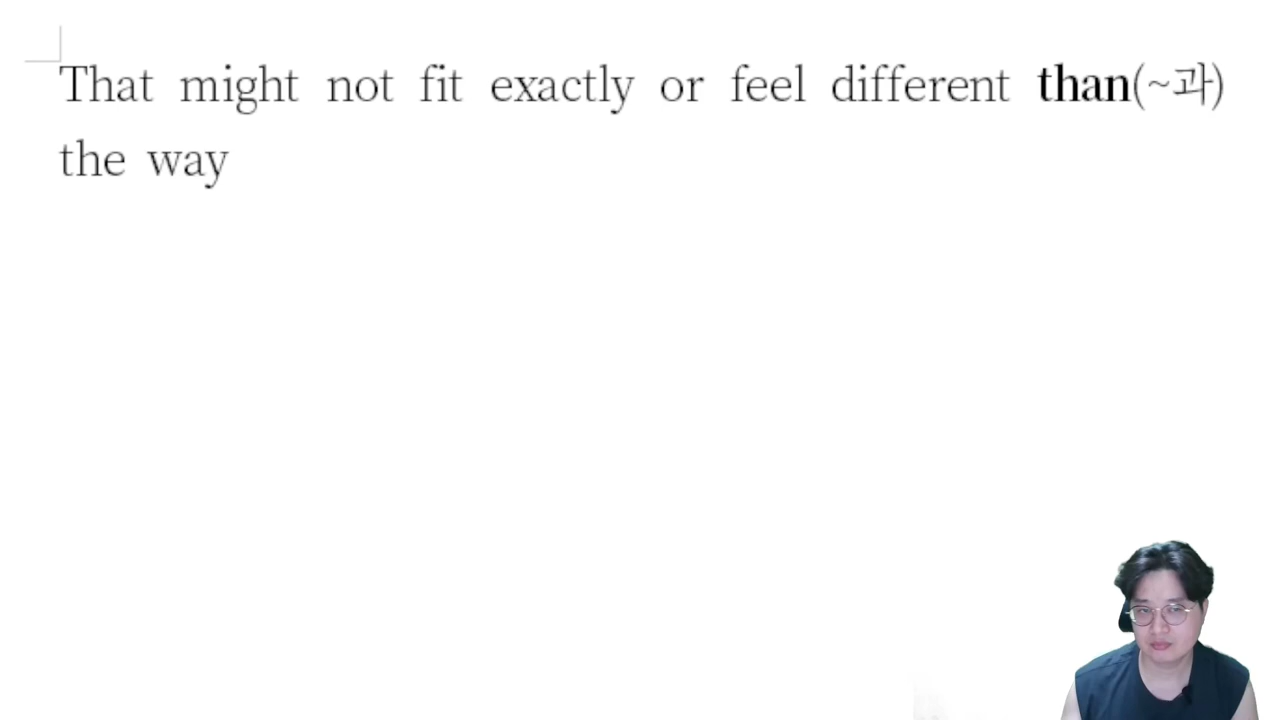 That might not fit exactly or feel different than(~과)
the way